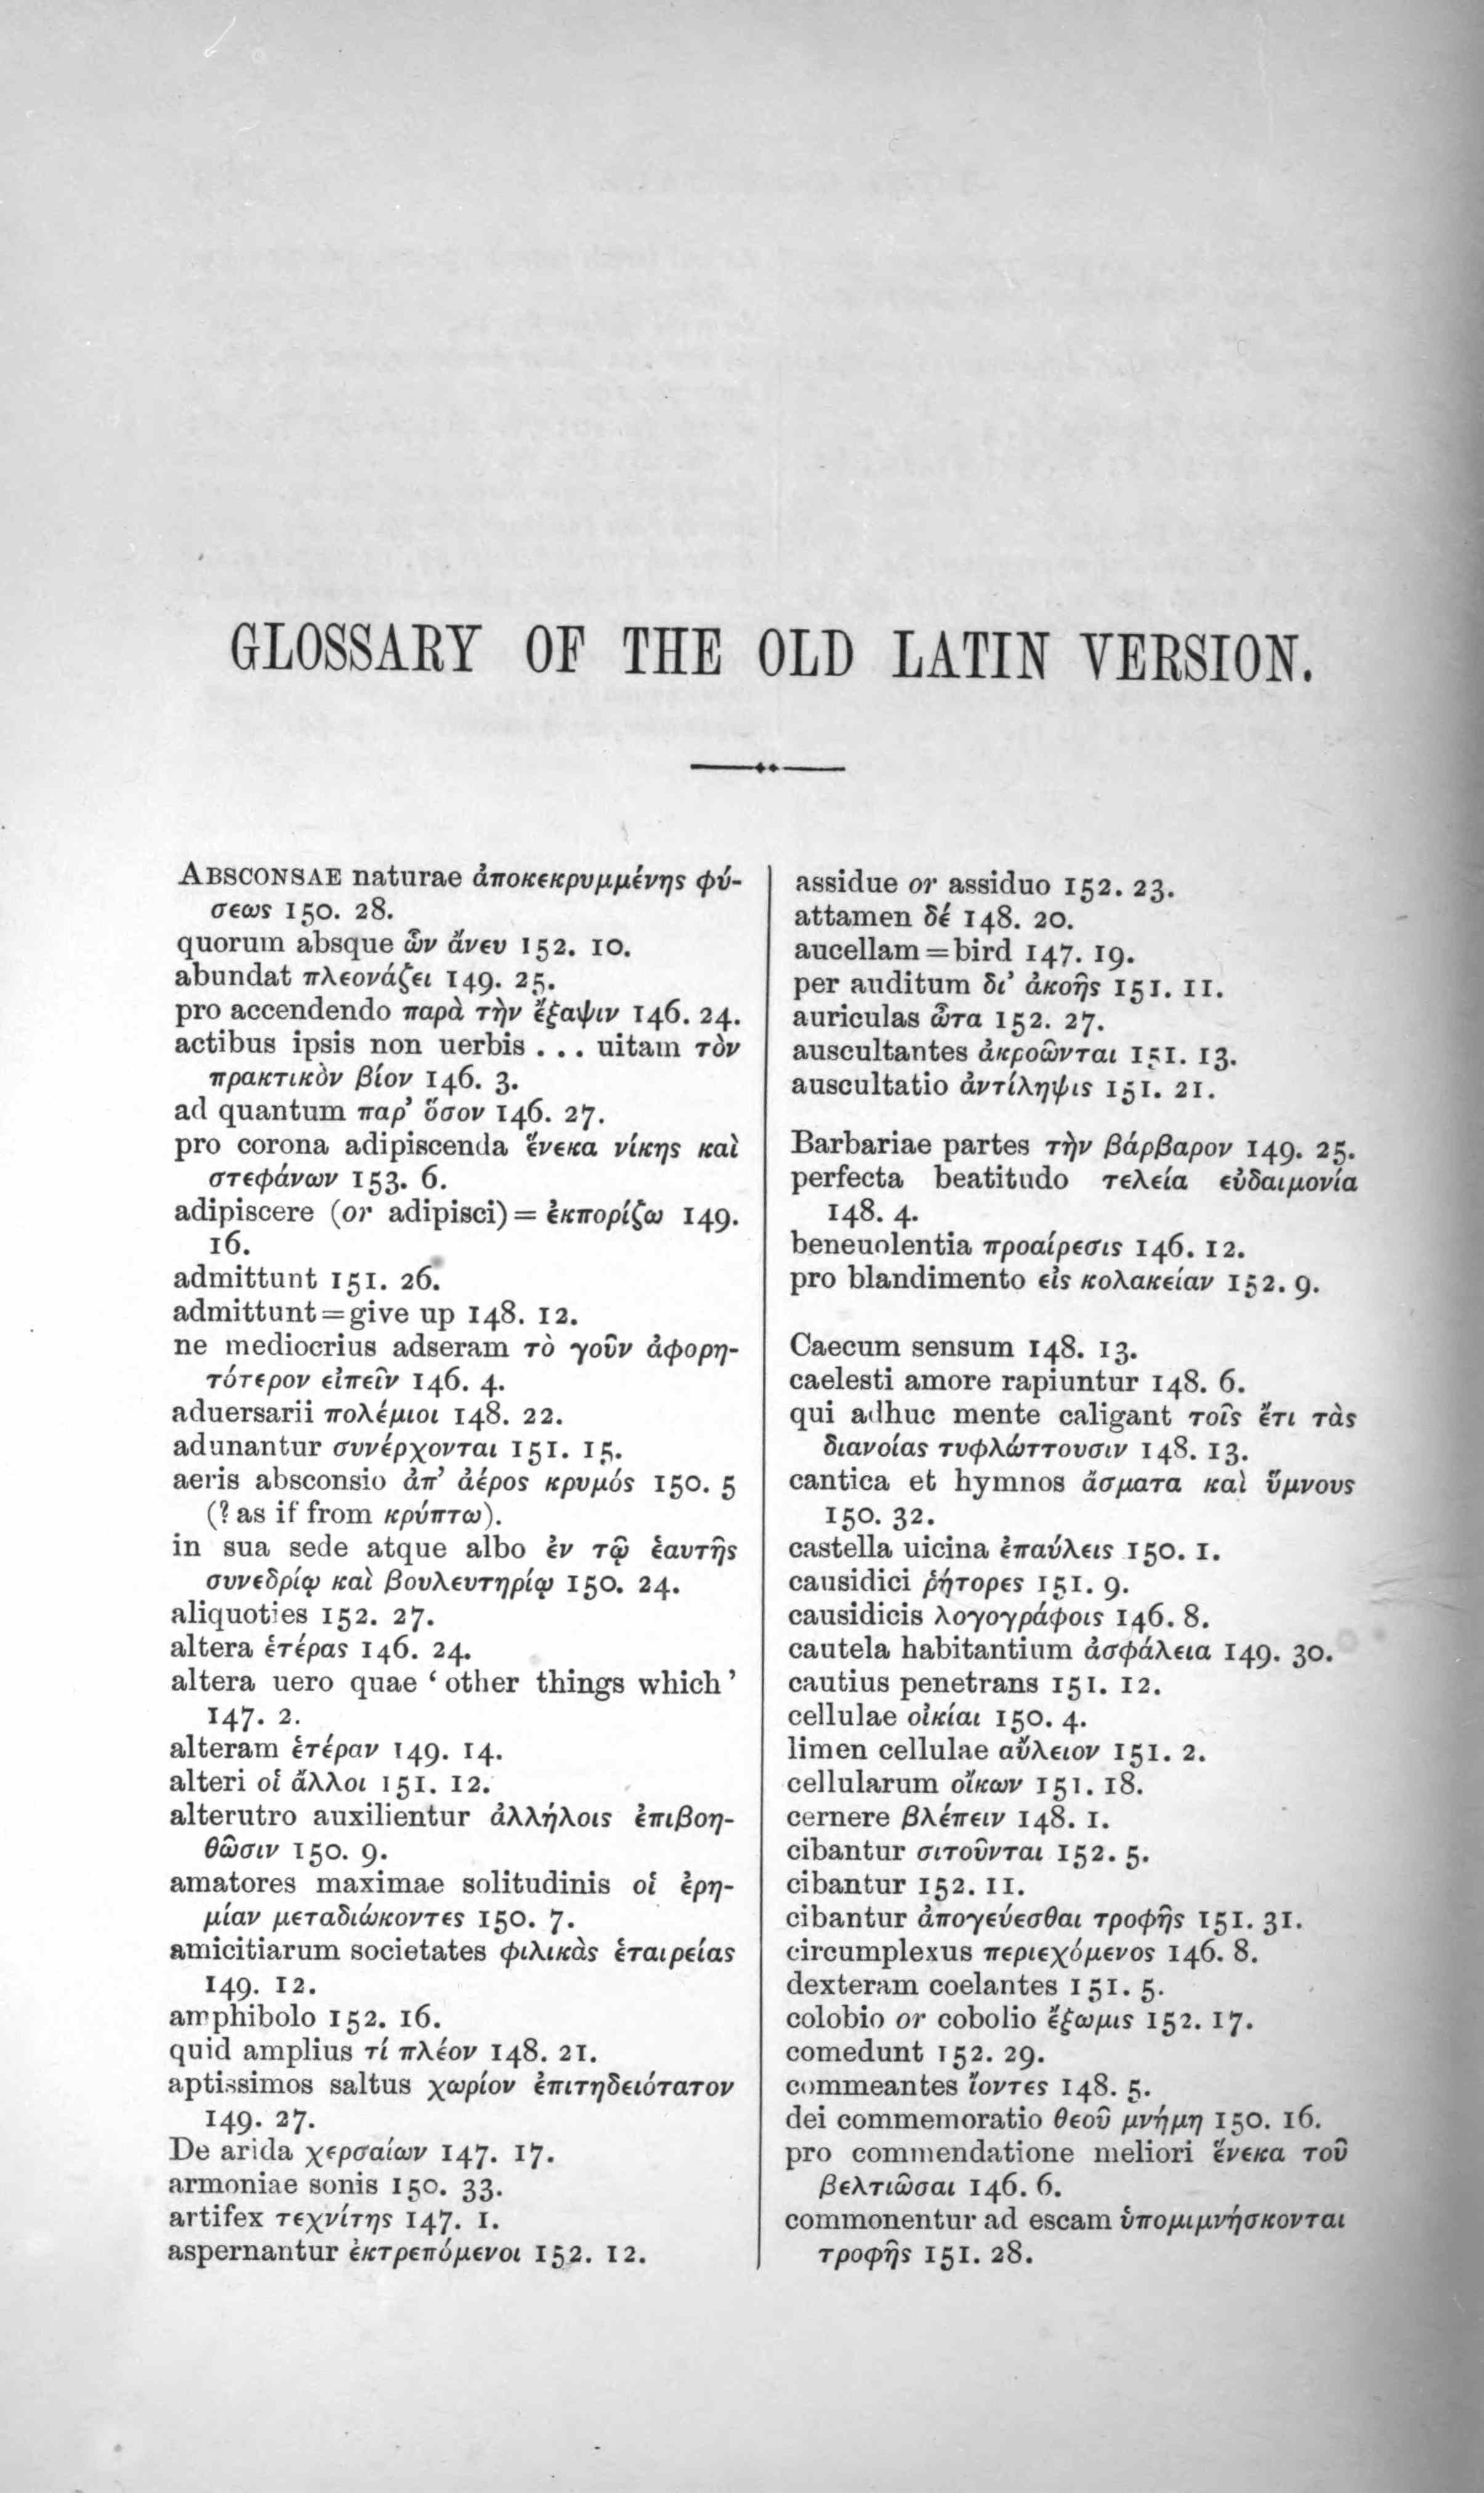 GLOSSARY OF THE OLD LATIN VERSION.
ABSCONSAE naturae ἀποκεκρυμμένης φύ-
σεως 150. 28.
quorum absque ὧν ἄνευ 152. 10.
abundat πλεονάζει 149. 25.
pro accendendo παρὰ τὴν ἔξαψιν 146. 24.
actibus ipsis non uerbis . . . uitam τὸν
πρακτικὸν βίον 146. 3.
ad quantum παρ’ ὅσον 146. 27.
pro corona adipiscenda ἕνεκα νίκης καὶ
στεφάνων 153. 6.
adipiscere (or adipisci) = ἐκπορίζω 149.
16.
admittunt 151. 26.
admittunt = give up 148. 12.
ne mediocrius adseram τὸ γοῦν ἀφορη-
τότερον εἰπεῖν 146. 4.
aduersarii πολέμιοι 148. 22.
adunantur συνέρχονται 151. 15.
aeris absconsio ἀπ’ ἀέρος κρυμός 150. 5
(? as if from κρύπτω).
in sua sede atque albo ἐν τῷ ἑαυτῆς
συνεδρίῳ καὶ βουλευτηρίῳ 150. 24.
aliquoties 152. 27.
altera ἑτέρας 146. 24.
altera uero quae ‘ other things which ’
147. 2.
alteram ἑτέραν 149. 14.
alteri οἱ ἄλλοι 151. 12.
alterutro auxilientur ἀλλήλοις ἐπιβοη-
θῶσιν 150. 9.
amatores maximae solitudinis οἱ ἐρη-
μίαν μεταδιώκοντες 150. 7.
amicitiarum societates φιλικὰς ἑταιρείας
149. 12.
amphibolo 152. 16.
quid amplius τί πλέον 148. 21.
aptissimos saltus χωρίον ἐπιτηδειότατον
149. 27.
De arida χερσαίων 147. 17.
armoniae sonis 150. 33.
artifex τεχνίτης 147. 1.
aspernantur ἐκτρεπόμενοι 152. 12.
assidue or assiduo 152. 23.
attamen δέ 148. 20.
aucellam = bird 147. 19.
per auditum δι’ ἀκοῆς 151. 11.
auriculas ὦτα 152. 27.
auscultantes ἀκροῶνται 151. 13.
auscultatio ἀντίληψις 151. 21.
Barbariae partes τὴν βάρβαρον 149. 25.
perfecta beatitudo τελεία εὐδαιμονία
148. 4.
beneuolentia προαίρεσις 146. 12.
pro blandimento εἰς κολακείαν 152. 9.
Caecum sensum 148. 13.
caelesti amore rapiuntur 148. 6.
qui adhuc mente caligant τοῖς ἔτι τὰς
διανοίας τυφλώττουσιν 148. 13.
cantica et hymnos ᾄσματα καὶ ὕμνους
150. 32.
castella uicina ἐπαύλεις 150. 1.
causidici ῥήτορες 151. 9.
causidicis λογογράφοις 146. 8.
cautela habitantium ἀσφάλεια 149. 30.
cautius penetrans 151. 12.
cellulae οἰκίαι 150. 4.
limen cellulae αὔλειον 151. 2.
cellularum οἴκων 151. 18.
cernere βλέπειν 148. 1.
cibantur σιτοῦνται 152. 5.
cibantur 152. 11.
cibantur ἀπογεύεσθαι τροφῆς 151. 31.
circumplexus περιεχόμενος 146. 8.
dexteram coelantes 151. 5.
colobio or cobolio ἔξωμις 152. 17.
comedunt 152. 29.
commeantes ἴοντες 148. 5.
dei commemoratio θεοῦ μνήμη 150. 16.
pro commendatione meliori ἕνεκα τοῦ
βελτιῶσαι 146. 6.
commonentur ad escam ὑπομιμνήσκονται
τροφῆς 151. 28.